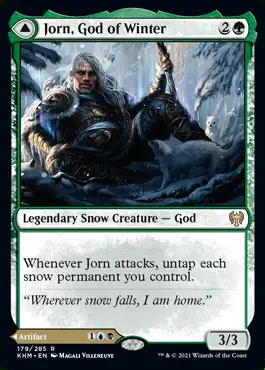 Jorn, God of Winter 2
Legendary Snow Creature — God
Whenever Jorn attacks, untap each
snow permanent you control.
“Wherever snow falls, I am home.”
Artifact 1
3/3
179/285 R
KHM • EN MAGALI VILLENEUVE
™ & © 2021 Wizards of the Coast